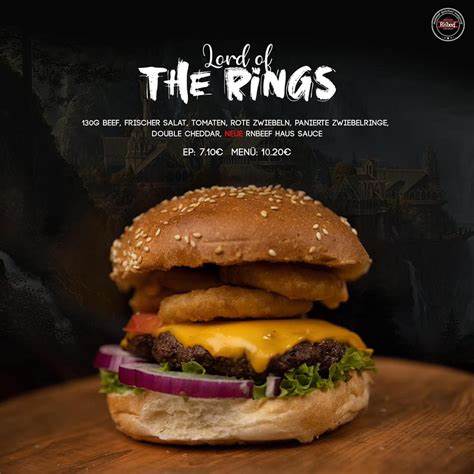 Lord of
THE RINGS
130G BEEF, FRISCHER SALAT, TOMATEN, ROTE ZWIEBELN, PANIERTE ZWIEBELRINGE,
DOUBLE CHEDDAR, NEUE RNBEEF HAUS SAUCE
EP: 7.10€ MENÜ: 10.20€